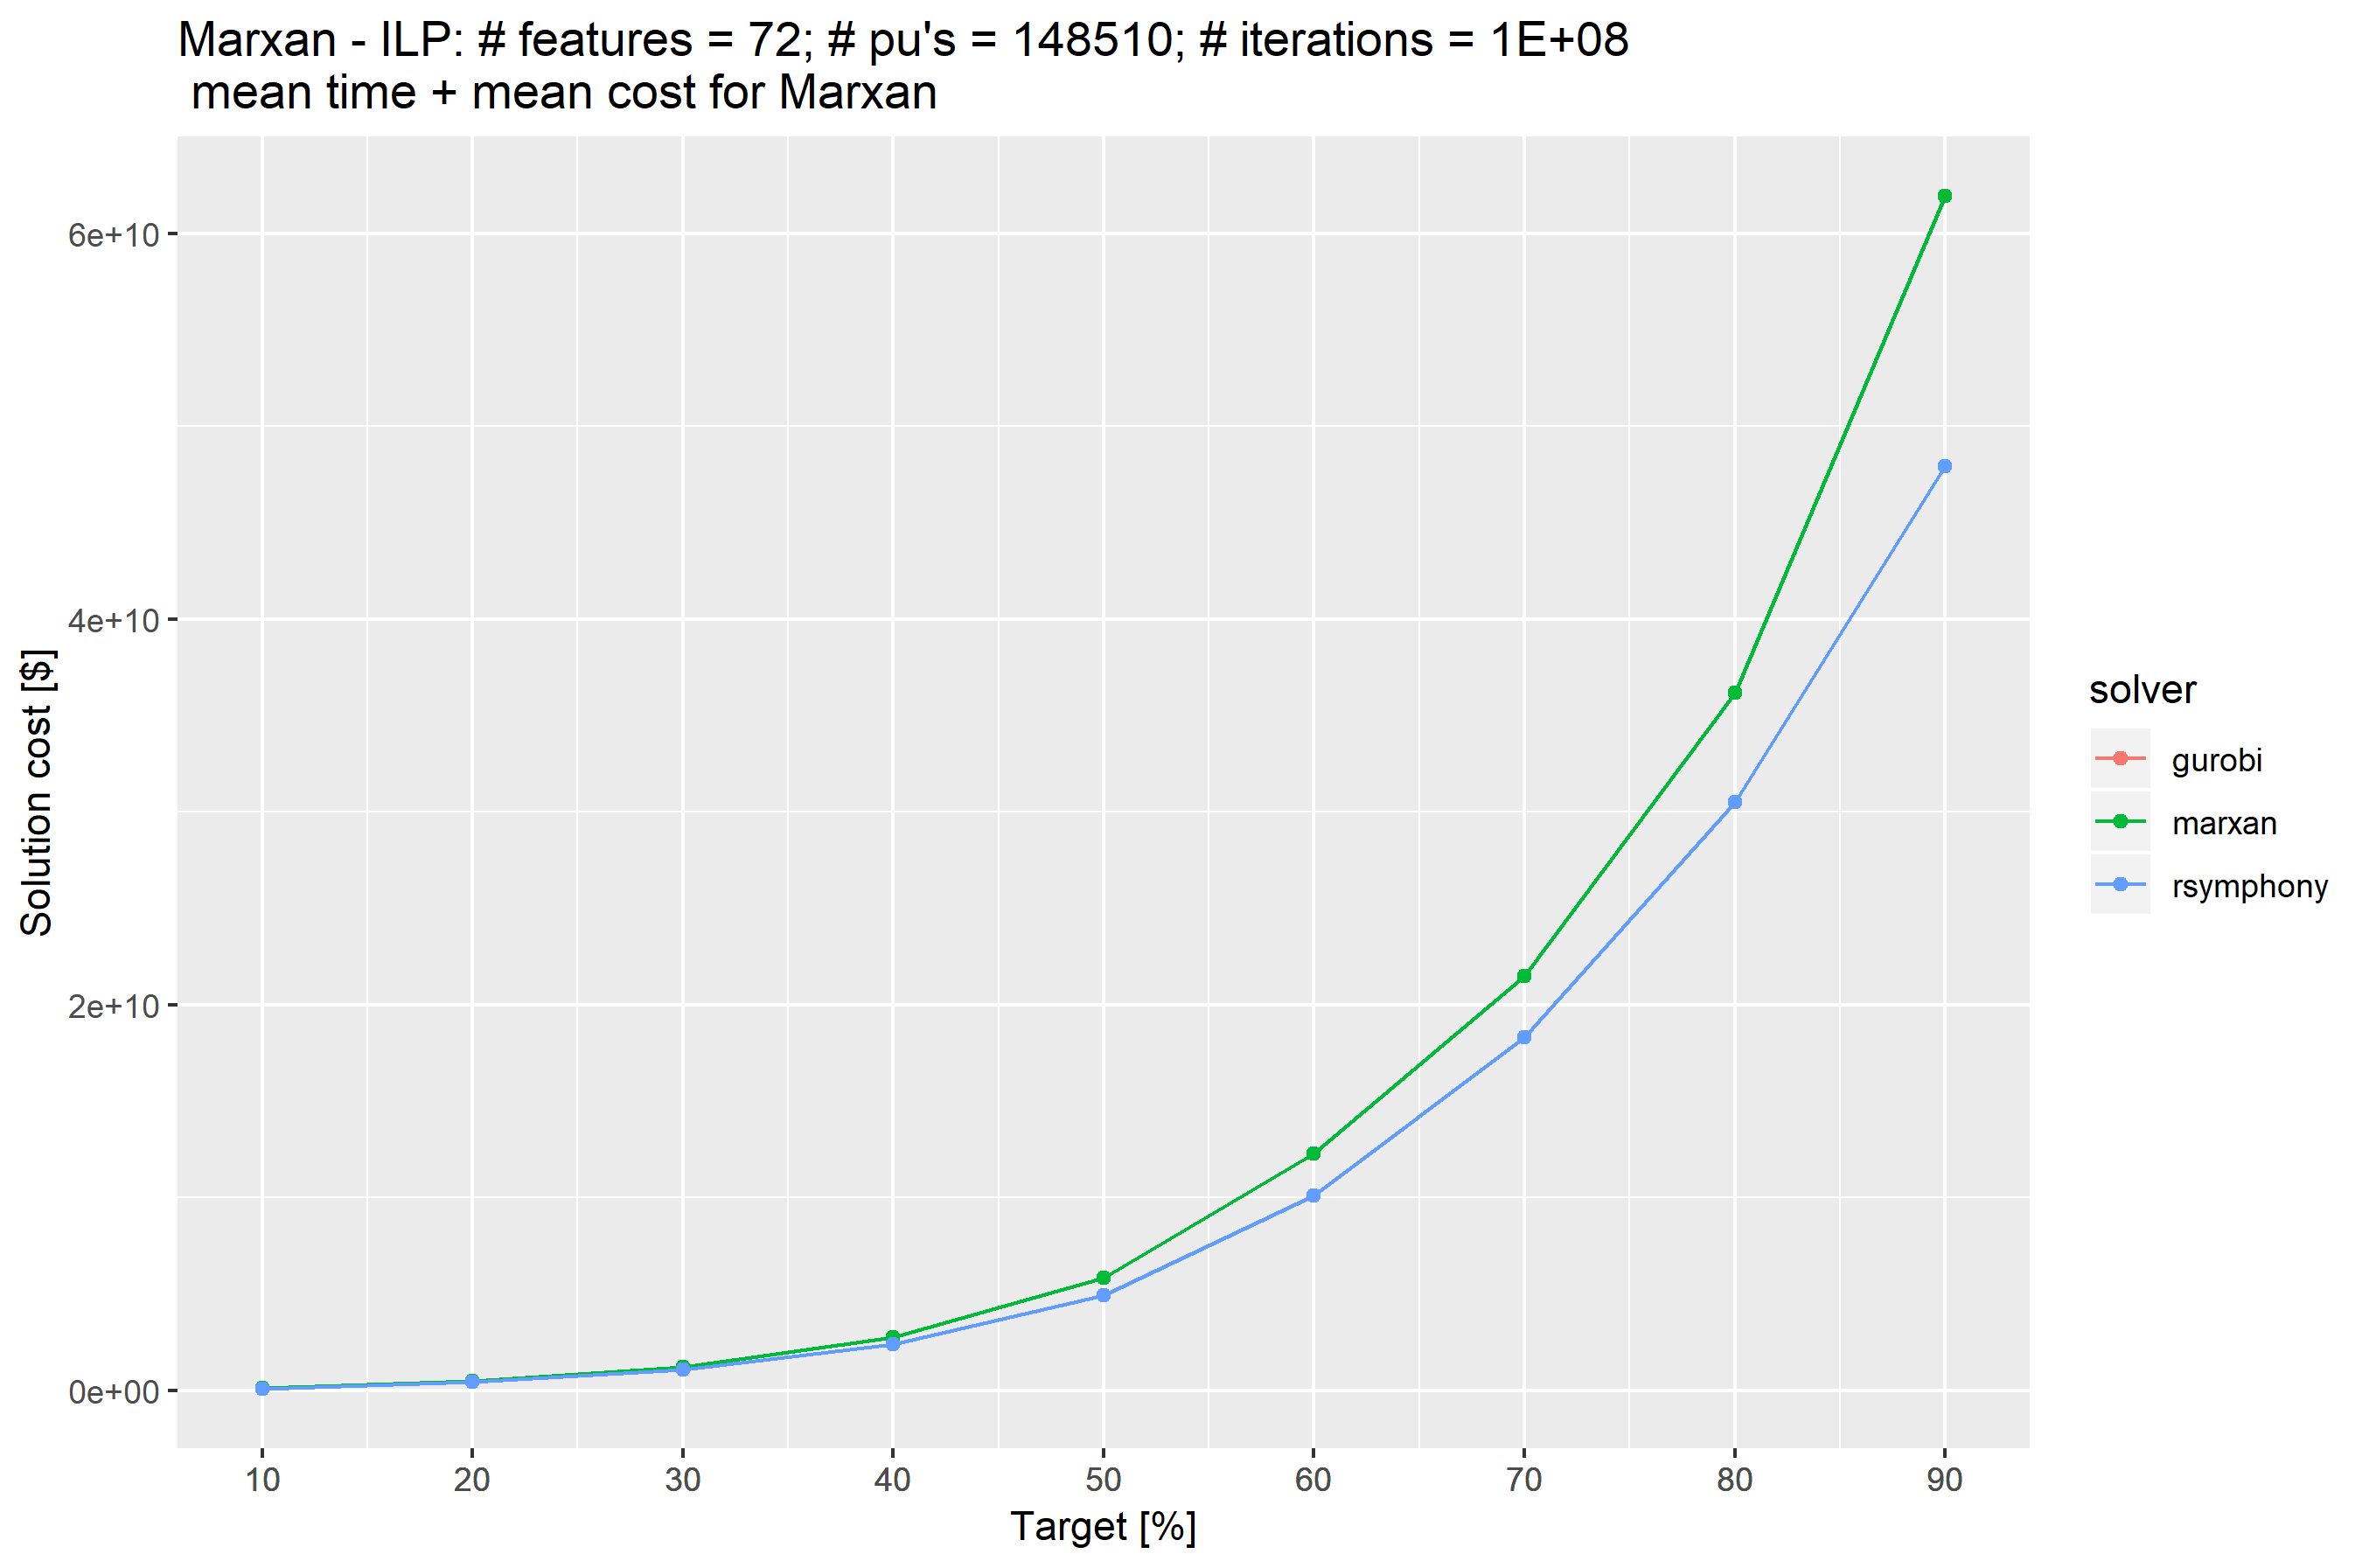 Marxan - ILP: # features = 72; # pu's = 148510; # iterations = 1E+08
mean time + mean cost for Marxan
6e+10
4e+10
2e+10
0e+00
Solution cost [$]
10 20 30 40 50 60 70 80 90
Target [%]
solver
gurobi
marxan
rsymphony